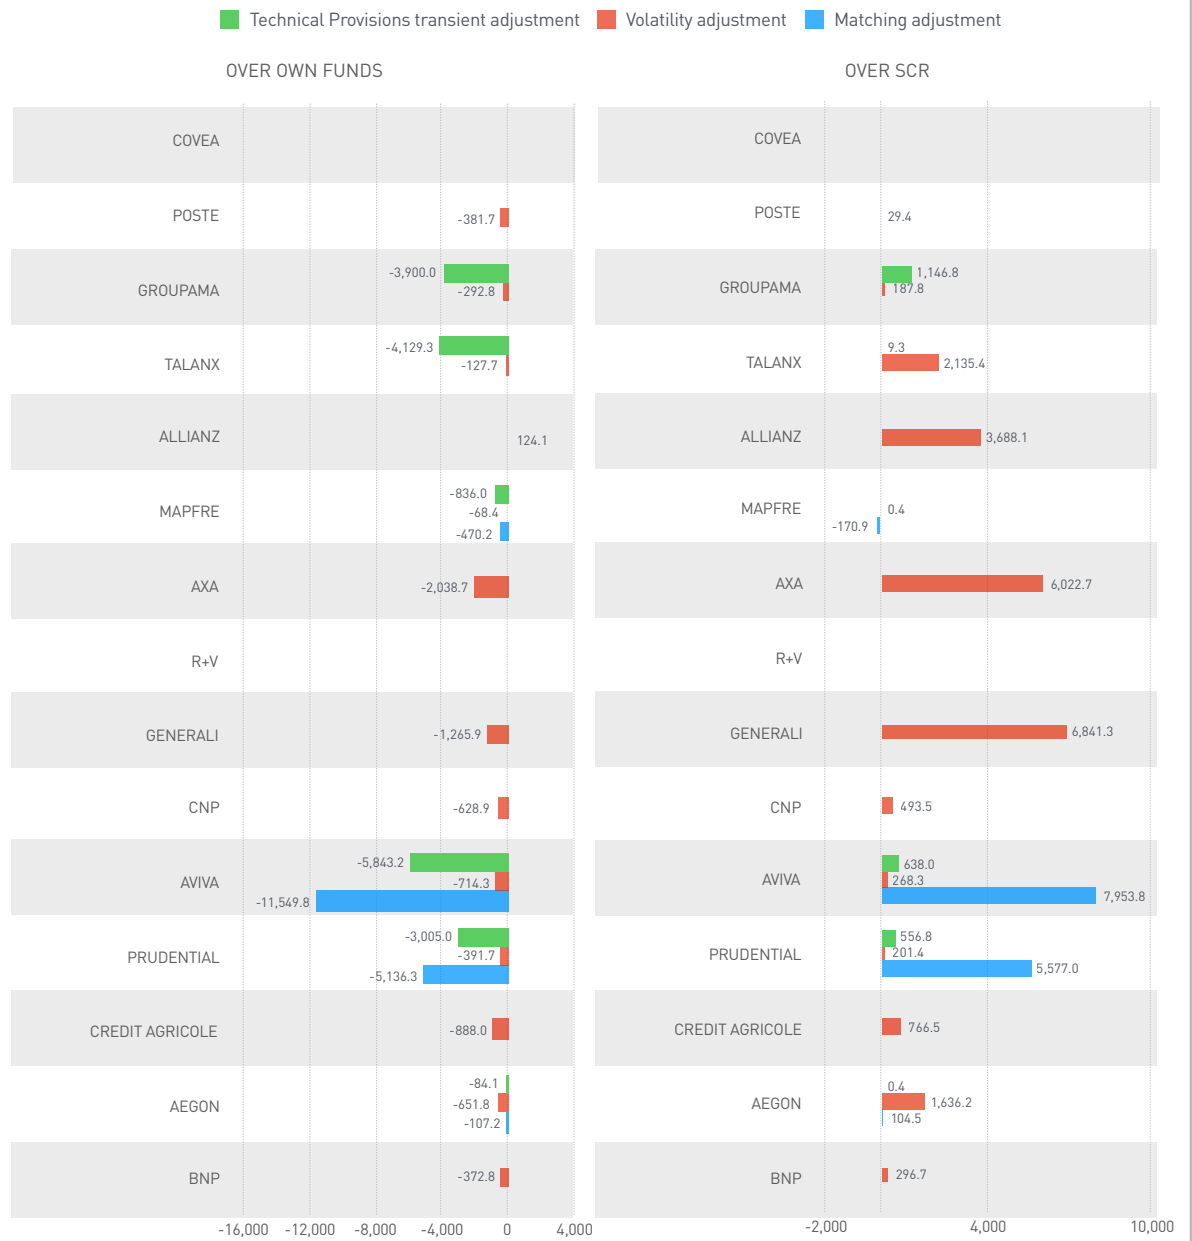 Technical Provisions transient adjustment Volatility adjustment Matching adjustment
OVER OWN FUNDS
COVEA
POSTE
-381.7
GROUPAMA
-3,900.0
-292.8
TALANX
-4,129.3
-127.7
ALLIANZ
124.1
MAPFRE
-836.0
-68.4
-470.2
AXA
-2,038.7
R+V
GENERALI
-1,265.9
CNP
-628.9
AVIVA
-5,843.2
-714.3
-11,549.8
PRUDENTIAL
-3,005.0
-391.7
-5,136.3
CREDIT AGRICOLE
-888.0
AEGON
-84.1
-651.8
-107.2
BNP
-372.8
-16,000 -12,000 -8,000 -4,000 0 4,000
OVER SCR
COVEA
POSTE
29.4
GROUPAMA
1,146.8
187.8
TALANX
9.3
2,135.4
ALLIANZ
3,688.1
MAPFRE
0.4
-170.9
AXA
6,022.7
R+V
GENERALI
6,841.3
CNP
493.5
AVIVA
638.0
268.3
7,953.8
PRUDENTIAL
556.8
201.4
5,577.0
CREDIT AGRICOLE
766.5
AEGON
0.4
1,636.2
104.5
BNP
296.7
-2,000 4,000 10,000